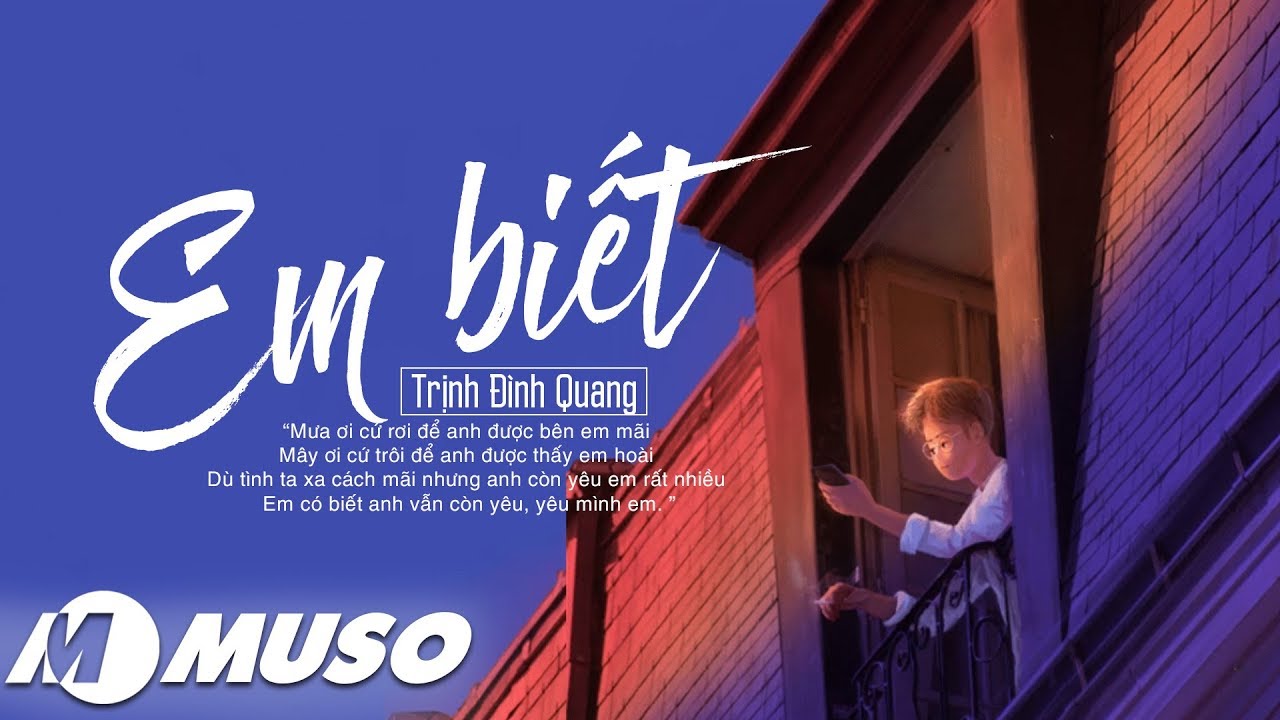 Em biết
Trịnh Đình Quang
“Mưa ơi cứ rơi để anh được bên em mãi
Mây ơi cứ trôi để anh được thấy em hoài
Dù tình ta xa cách mãi nhưng anh còn yêu em rất nhiều
Em có biết anh vẫn còn yêu, yêu mình em. ”
M MUSO